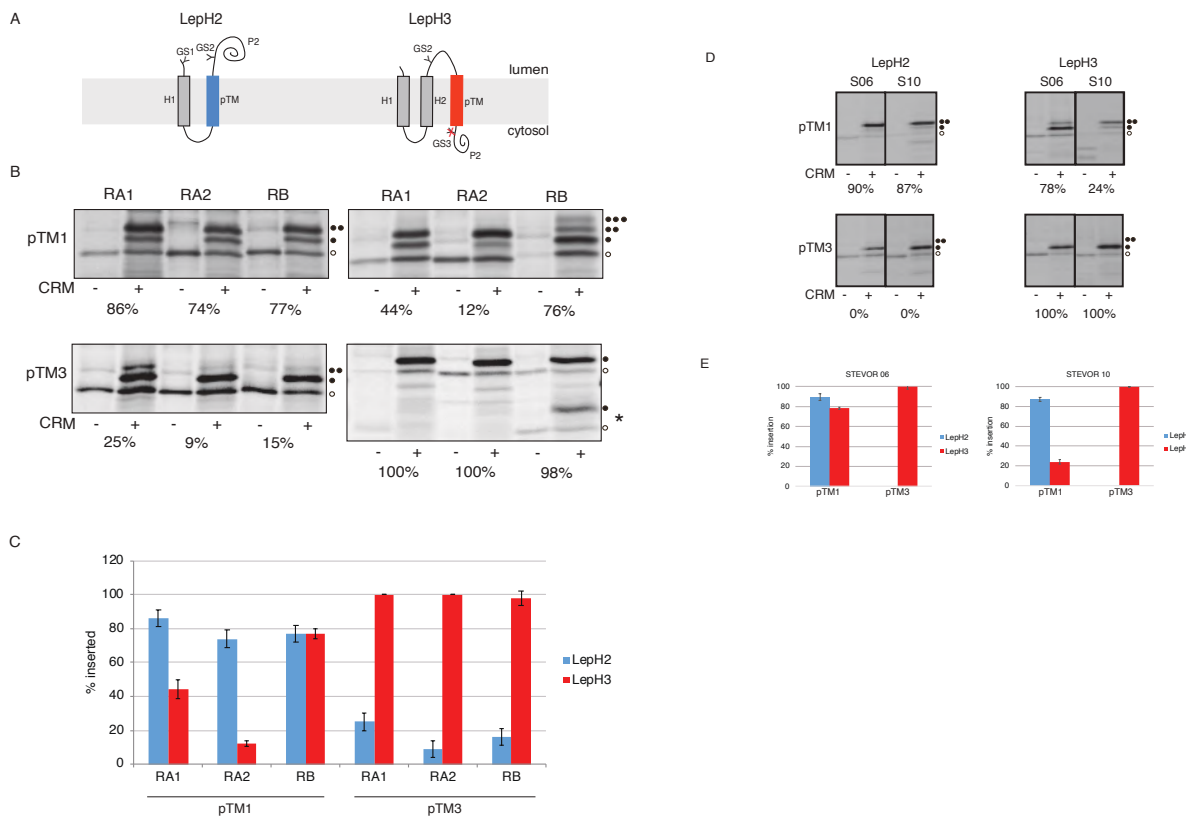 A
LepH2
LepH3
GS1
GS2
P2
H1
pTM
GS2
H1
H2
pTM
GS3
P2
lumen
cytosol
B
RA1 RA2 RB
pTM1
●●
●
○
CRM - + - + - +
86% 74% 77%
RA1 RA2 RB
●●●
●●
●
○
- + - + - +
44% 12% 76%
pTM3
●●
●
○
CRM - + - + - +
25% 9% 15%
●
○
●
*
○
- + - + - +
100% 100% 98%
C
120
100
80
60
40
20
0
% inserted
LepH2
LepH3
RA1 RA2 RB RA1 RA2 RB
pTM1 pTM3
D
LepH2 LepH3
S06 S10 S06 S10
pTM1
●●
●
○
●●
●
○
CRM - + - + - + - +
90% 87% 78% 24%
pTM3
●●
●
○
●●
●
○
CRM - + - + - + - +
0% 0% 100% 100%
E
STEVOR 06
100
80
60
40
20
0
% insertion
LepH2
LepH3
pTM1 pTM3
STEVOR 10
100
80
60
40
20
0
% insertion
LepH
LepH
pTM1 pTM3